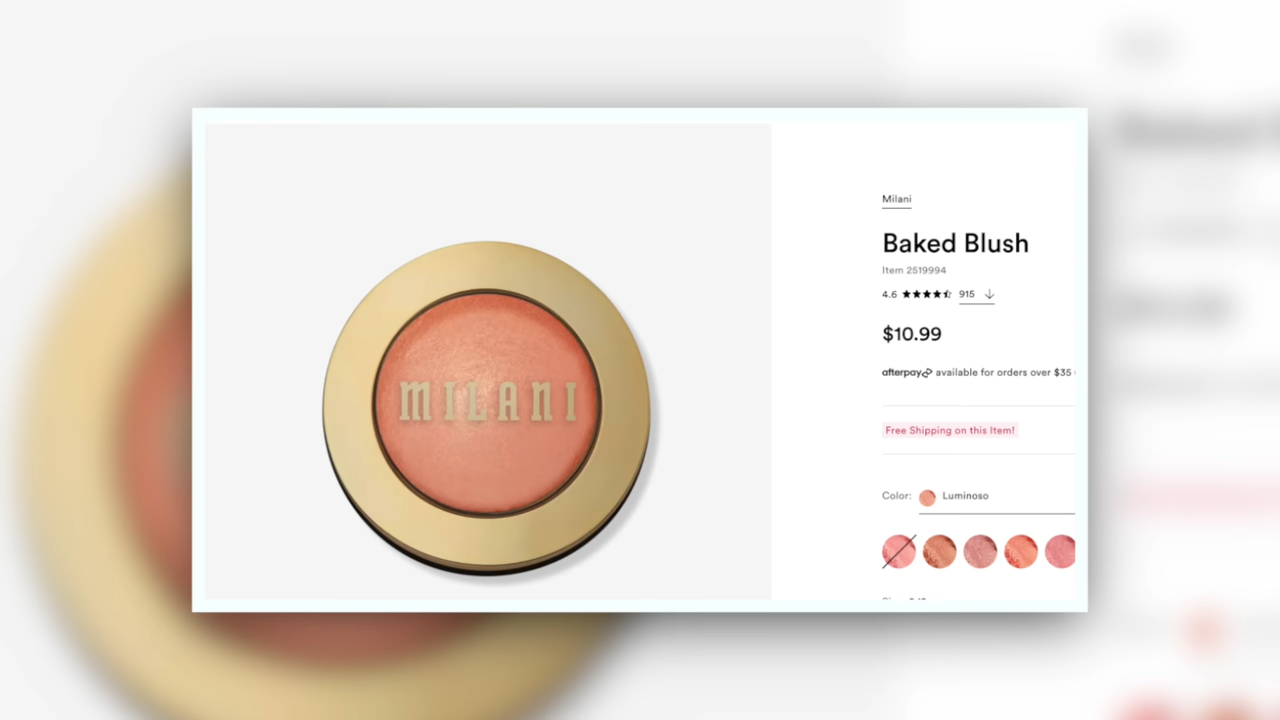 MILANI
Milani
Baked Blush
Item 2519994
4.6 915
$10.99
afterpay available for orders over $35
Free Shipping on this Item!
Color: Luminoso